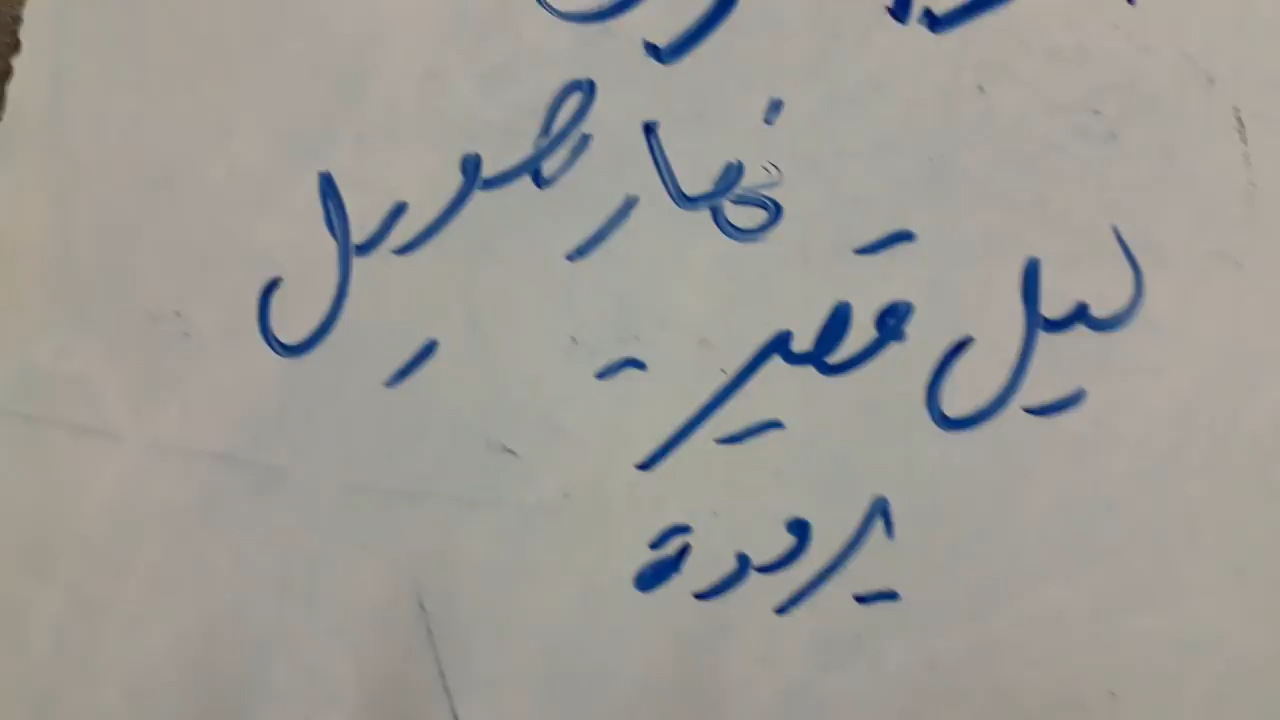 نهار طويل
ليل قصير
برودة